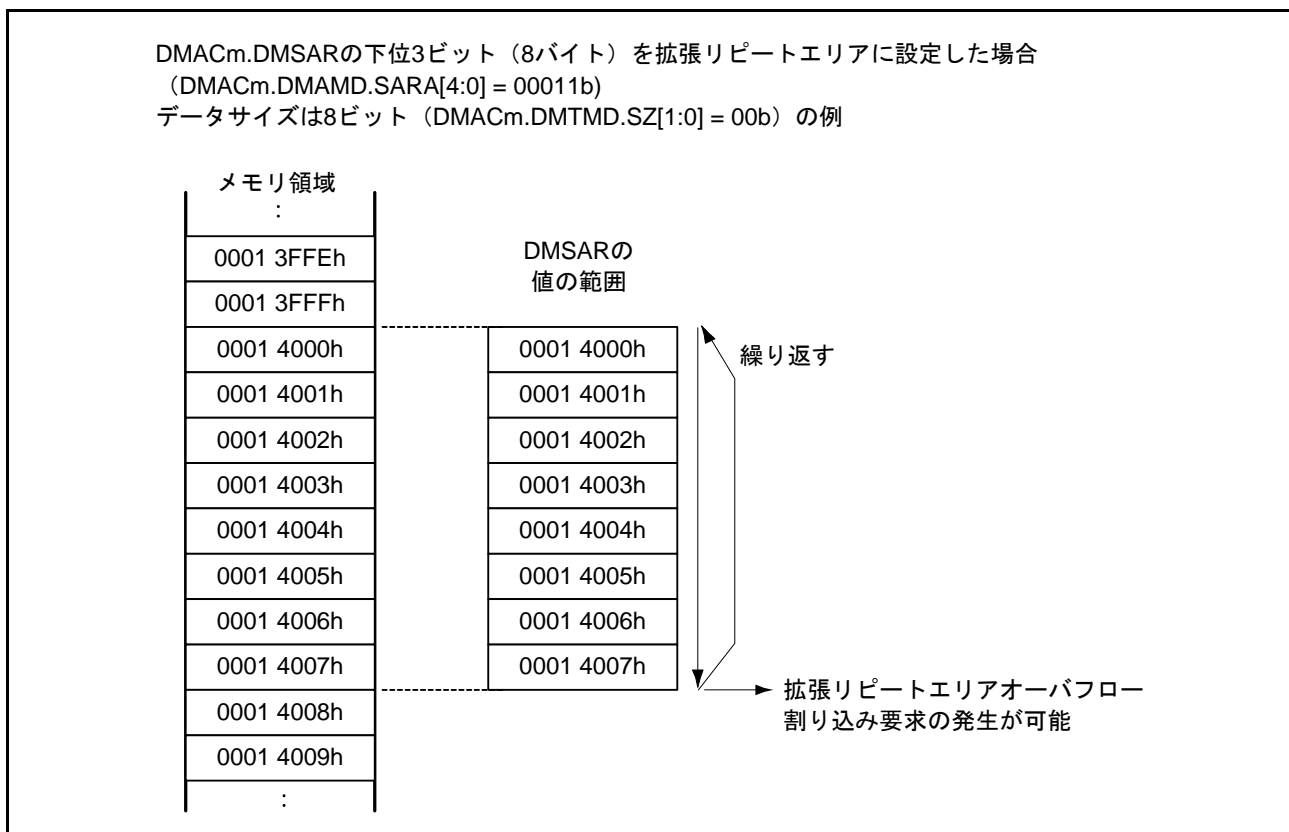 DMACm.DMSARの下位3ビット（8バイト）を拡張リピートエリアに設定した場合
（DMACm.DMAMD.SARA[4:0] = 00011b)
データサイズは8ビット（DMACm.DMTMD.SZ[1:0] = 00b）の例
メモリ領域
:
0001 3FFEh
0001 3FFFh
0001 4000h
0001 4001h
0001 4002h
0001 4003h
0001 4004h
0001 4005h
0001 4006h
0001 4007h
0001 4008h
0001 4009h
:
DMSARの
値の範囲
0001 4000h
0001 4001h
0001 4002h
0001 4003h
0001 4004h
0001 4005h
0001 4006h
0001 4007h
繰り返す
拡張リピートエリアオーバフロー
割り込み要求の発生が可能